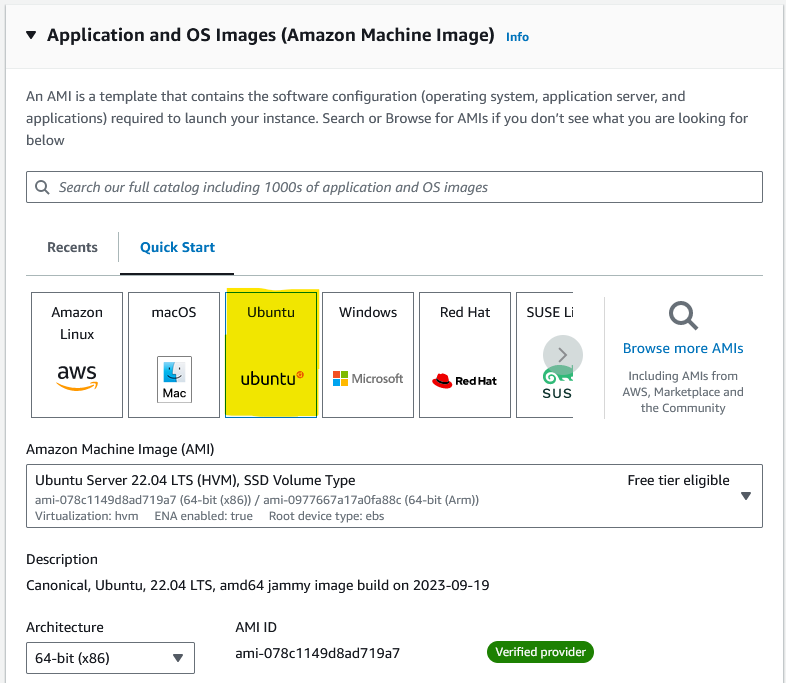 Application and OS Images (Amazon Machine Image) Info
An AMI is a template that contains the software configuration (operating system, application server, and
applications) required to launch your instance. Search or Browse for AMIs if you don’t see what you are looking for
below
Search our full catalog including 1000s of application and OS images
Recents
Quick Start
Amazon
Linux
aws
macOS
Mac
Ubuntu
ubuntu
Windows
Microsoft
Red Hat
Red Hat
SUSE Li
SUS
Browse more AMIs
Including AMIs from
AWS, Marketplace and
the Community
Amazon Machine Image (AMI)
Ubuntu Server 22.04 LTS (HVM), SSD Volume Type
Free tier eligible
ami-078c1149d8ad719a7 (64-bit (x86)) / ami-0977667a17a0fa88c (64-bit (Arm))
Virtualization: hvm ENA enabled: true Root device type: ebs
Description
Canonical, Ubuntu, 22.04 LTS, amd64 jammy image build on 2023-09-19
Architecture
64-bit (x86)
AMI ID
ami-078c1149d8ad719a7
Verified provider